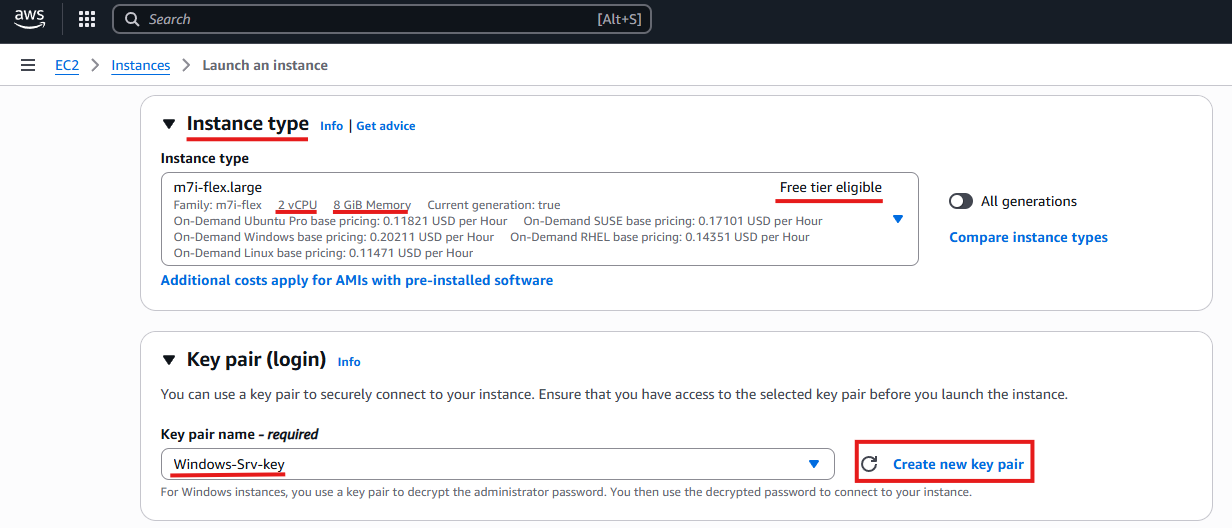 aws
Search [Alt+S]
EC2 > Instances > Launch an instance
Instance type Info | Get advice
Instance type
m7i-flex.large Free tier eligible
Family: m7i-flex 2 vCPU 8 GiB Memory Current generation: true
On-Demand Ubuntu Pro base pricing: 0.11821 USD per Hour On-Demand SUSE base pricing: 0.17101 USD per Hour
On-Demand Windows base pricing: 0.20211 USD per Hour On-Demand RHEL base pricing: 0.14351 USD per Hour
On-Demand Linux base pricing: 0.11471 USD per Hour
All generations
Compare instance types
Additional costs apply for AMIs with pre-installed software
Key pair (login) Info
You can use a key pair to securely connect to your instance. Ensure that you have access to the selected key pair before you launch the instance.
Key pair name - required
Windows-Srv-key
Create new key pair
For Windows instances, you use a key pair to decrypt the administrator password. You then use the decrypted password to connect to your instance.